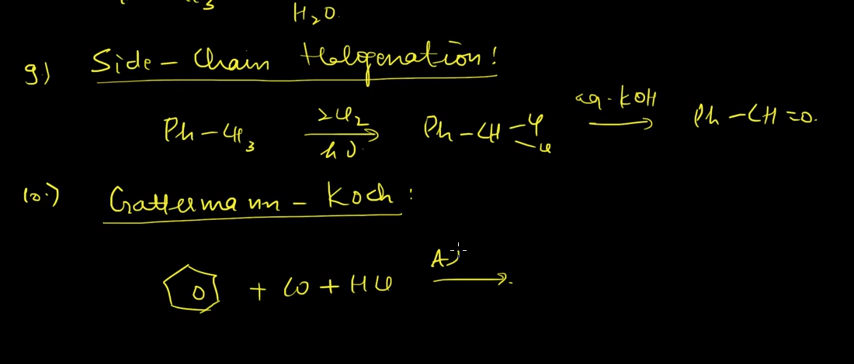 H₂O.
9.) Side - Chain Halogenation :
Ph - CH₃ 2Cl₂ hν Ph - CH - Cl Cl aq. KOH Ph - CH = O.
10.) Gattermann - Koch :
+ CO + HCl A